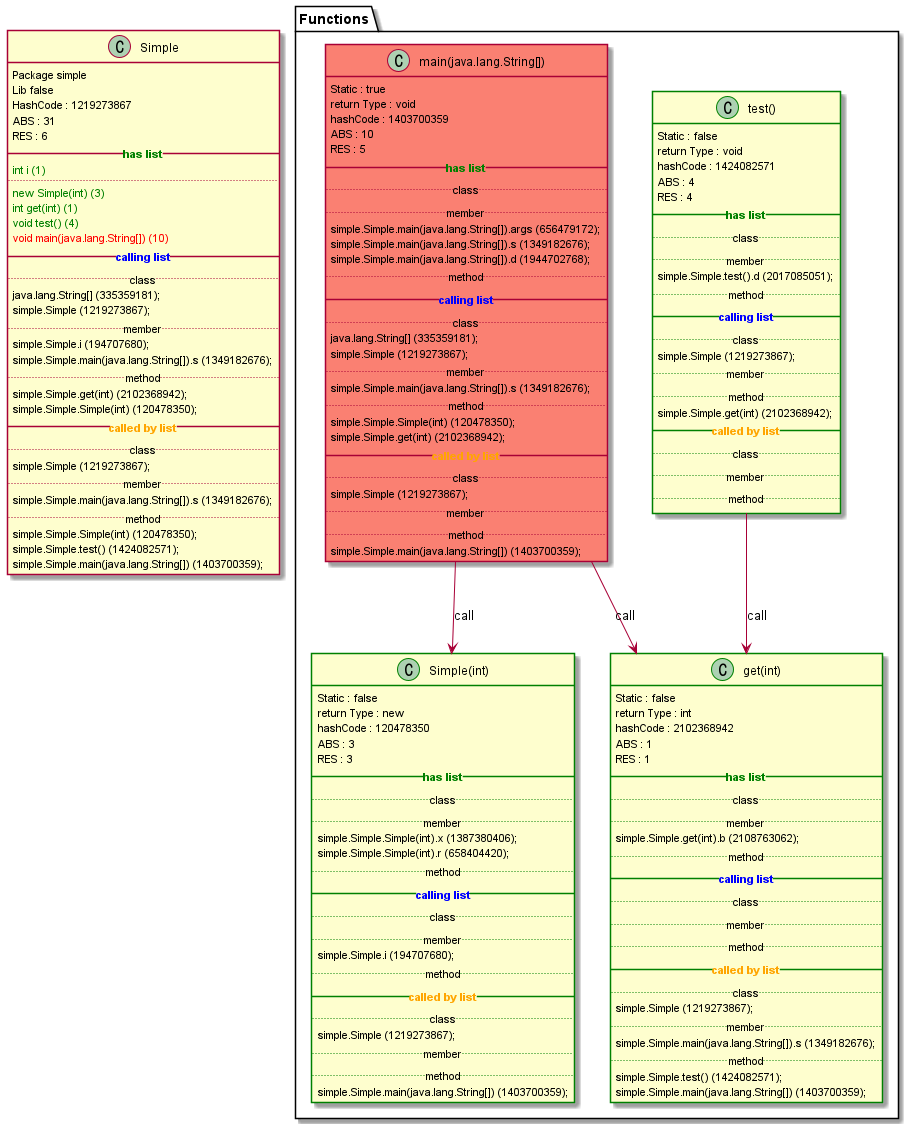 Functions
C Simple
Package simple
Lib false
HashCode : 1219273867
ABS : 31
RES : 6
has list
int i (1)
new Simple(int) (3)
int get(int) (1)
void test() (4)
void main(java.lang.String[]) (10)
calling list
class
java.lang.String[] (335359181);
simple.Simple (1219273867);
member
simple.Simple.i (194707680);
simple.Simple.main(java.lang.String[]).s (1349182676);
method
simple.Simple.get(int) (2102368942);
simple.Simple.Simple(int) (120478350);
called by list
class
simple.Simple (1219273867);
member
simple.Simple.main(java.lang.String[]).s (1349182676);
method
simple.Simple.Simple(int) (120478350);
simple.Simple.test() (1424082571);
simple.Simple.main(java.lang.String[]) (1403700359);
C main(java.lang.String[])
Static : true
return Type : void
hashCode : 1403700359
ABS : 10
RES : 5
has list
class
member
simple.Simple.main(java.lang.String[]).args (656479172);
simple.Simple.main(java.lang.String[]).s (1349182676);
simple.Simple.main(java.lang.String[]).d (1944702768);
method
calling list
class
java.lang.String[] (335359181);
simple.Simple (1219273867);
member
simple.Simple.main(java.lang.String[]).s (1349182676);
method
simple.Simple.Simple(int) (120478350);
simple.Simple.get(int) (2102368942);
called by list
class
simple.Simple (1219273867);
member
method
simple.Simple.main(java.lang.String[]) (1403700359);
C test()
Static : false
return Type : void
hashCode : 1424082571
ABS : 4
RES : 4
has list
class
member
simple.Simple.test().d (2017085051);
method
calling list
class
simple.Simple (1219273867);
member
method
simple.Simple.get(int) (2102368942);
called by list
class
member
method
call
call
call
C Simple(int)
Static : false
return Type : new
hashCode : 120478350
ABS : 3
RES : 3
has list
class
member
simple.Simple.Simple(int).x (1387380406);
simple.Simple.Simple(int).r (658404420);
method
calling list
class
member
simple.Simple.i (194707680);
method
called by list
class
simple.Simple (1219273867);
member
method
simple.Simple.main(java.lang.String[]) (1403700359);
C get(int)
Static : false
return Type : int
hashCode : 2102368942
ABS : 1
RES : 1
has list
class
member
simple.Simple.get(int).b (2108763062);
method
calling list
class
member
method
called by list
class
simple.Simple (1219273867);
member
simple.Simple.main(java.lang.String[]).s (1349182676);
method
simple.Simple.test() (1424082571);
simple.Simple.main(java.lang.String[]) (1403700359);